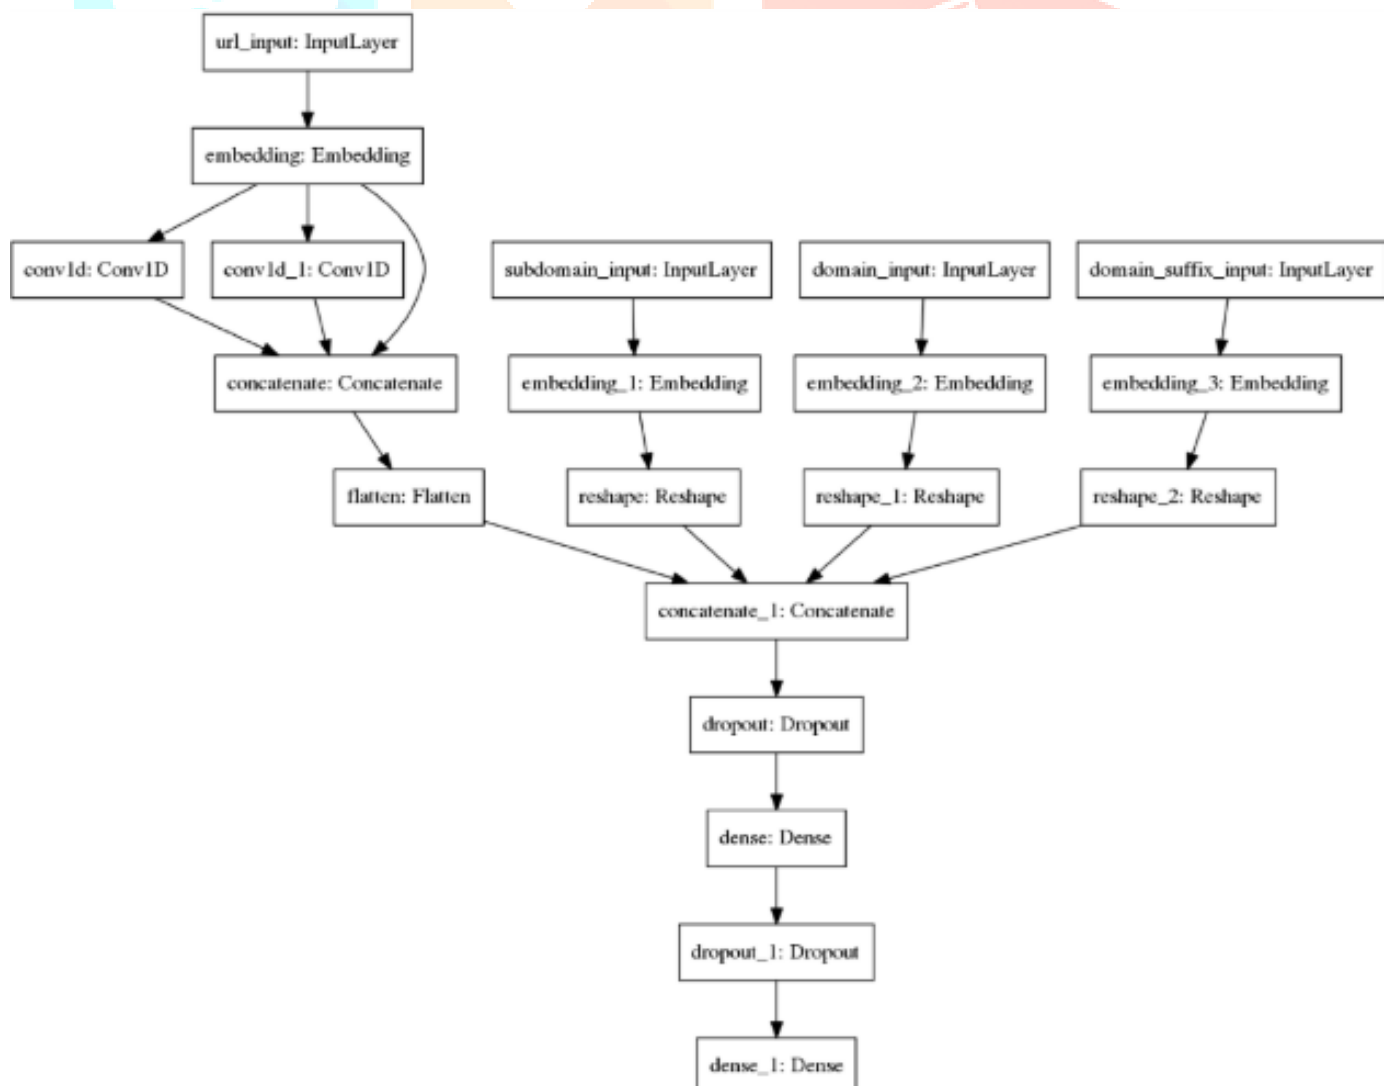 url_input: InputLayer
embedding: Embedding
conv1d: Conv1D
conv1d_1: Conv1D
subdomain_input: InputLayer
domain_input: InputLayer
domain_suffix_input: InputLayer
concatenate: Concatenate
embedding_1: Embedding
embedding_2: Embedding
embedding_3: Embedding
flatten: Flatten
reshape: Reshape
reshape_1: Reshape
reshape_2: Reshape
concatenate_1: Concatenate
dropout: Dropout
dense: Dense
dropout_1: Dropout
dense_1: Dense